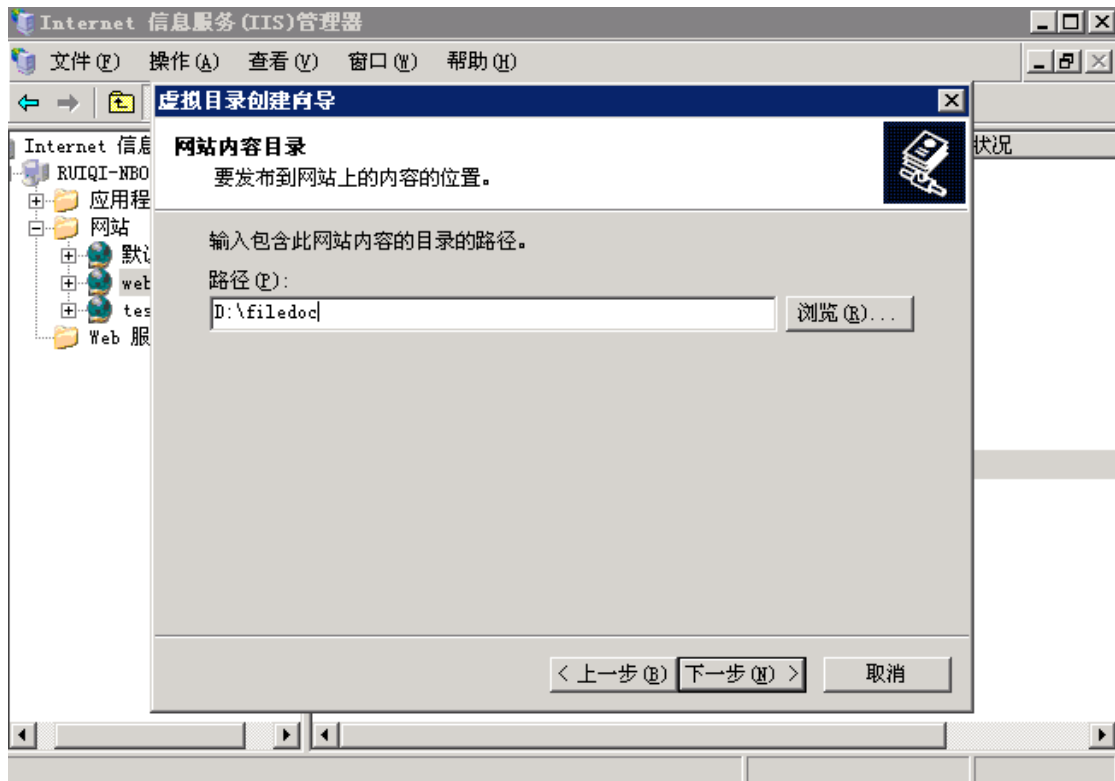 Internet 信息服务(IIS)管理器
文件(F) 操作(A) 查看(V) 窗口(W) 帮助(H)
虚拟目录创建向导
网站内容目录
要发布到网站上的内容的位置。
输入包含此网站内容的目录的路径。
路径(P):
D:\filedoc
浏览(R)...
< 上一步(B) 下一步(N) > 取消
Internet 信息
RUIQI-NBO
应用程
网站
默认
web
tes
Web 服
状况